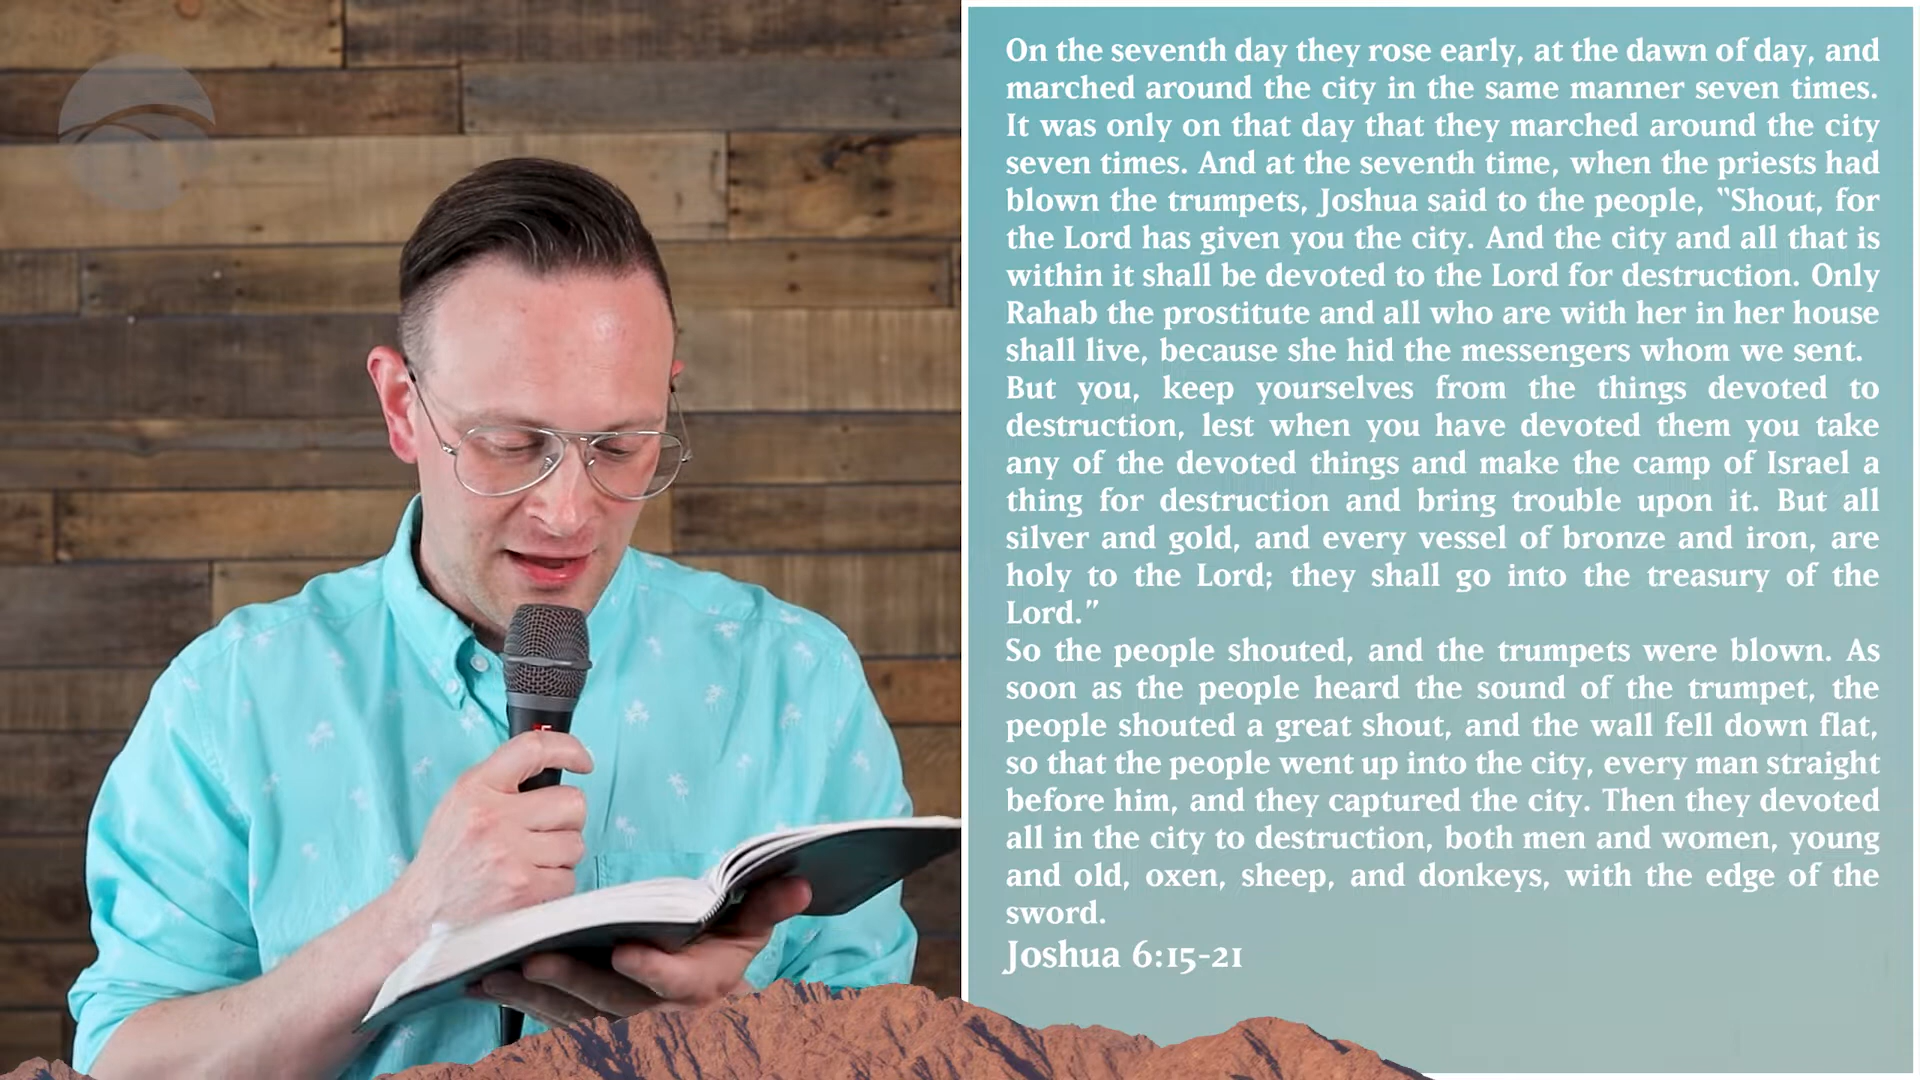 On the seventh day they rose early, at the dawn of day, and
marched around the city in the same manner seven times.
It was only on that day that they marched around the city
seven times. And at the seventh time, when the priests had
blown the trumpets, Joshua said to the people, “Shout, for
the Lord has given you the city. And the city and all that is
within it shall be devoted to the Lord for destruction. Only
Rahab the prostitute and all who are with her in her house
shall live, because she hid the messengers whom we sent.
But you, keep yourselves from the things devoted to
destruction, lest when you have devoted them you take
any of the devoted things and make the camp of Israel a
thing for destruction and bring trouble upon it. But all
silver and gold, and every vessel of bronze and iron, are
holy to the Lord; they shall go into the treasury of the
Lord.”
So the people shouted, and the trumpets were blown. As
soon as the people heard the sound of the trumpet, the
people shouted a great shout, and the wall fell down flat,
so that the people went up into the city, every man straight
before him, and they captured the city. Then they devoted
all in the city to destruction, both men and women, young
and old, oxen, sheep, and donkeys, with the edge of the
sword.
Joshua 6:15-21